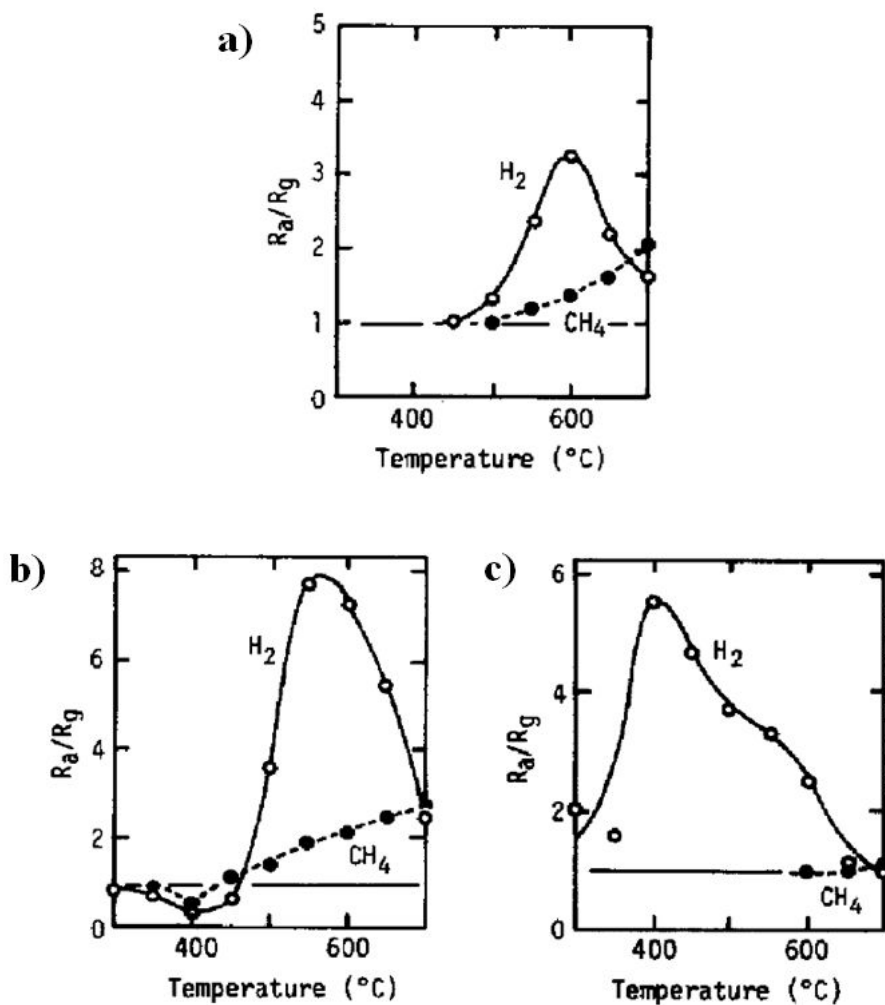 a)
5
4
3
2
1
0
Ra/Rg
H2
CH4
400
600
Temperature (°C)
b)
8
6
4
2
0
Ra/Rg
H2
CH4
400
600
Temperature (°C)
c)
6
4
2
0
Ra/Rg
H2
CH4
400
600
Temperature (°C)